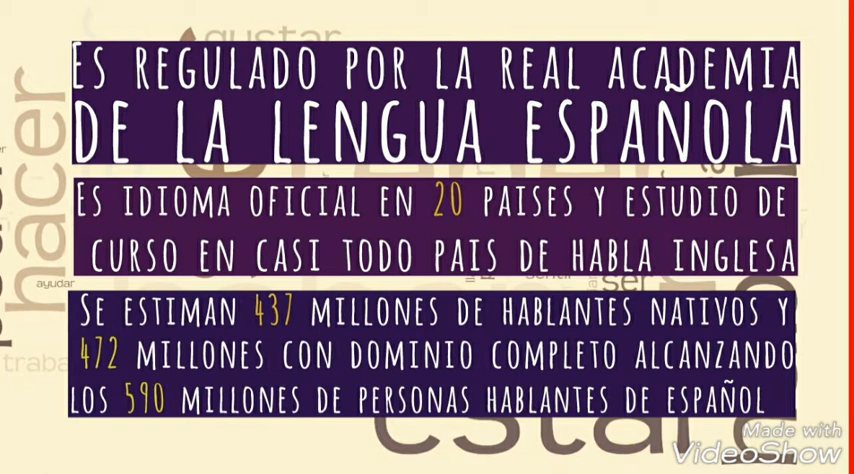 gustar
hacer
Es regulado por la Real Academia
de la Lengua Española
Es idioma oficial en 20 paises y estudio de
curso en casi todo pais de habla inglesa
ayudar
ser
Se estiman 437 millones de hablantes nativos y
472 millones con dominio completo alcanzando
los 590 millones de personas hablantes de español
traba
estar
Made with
VideoShow